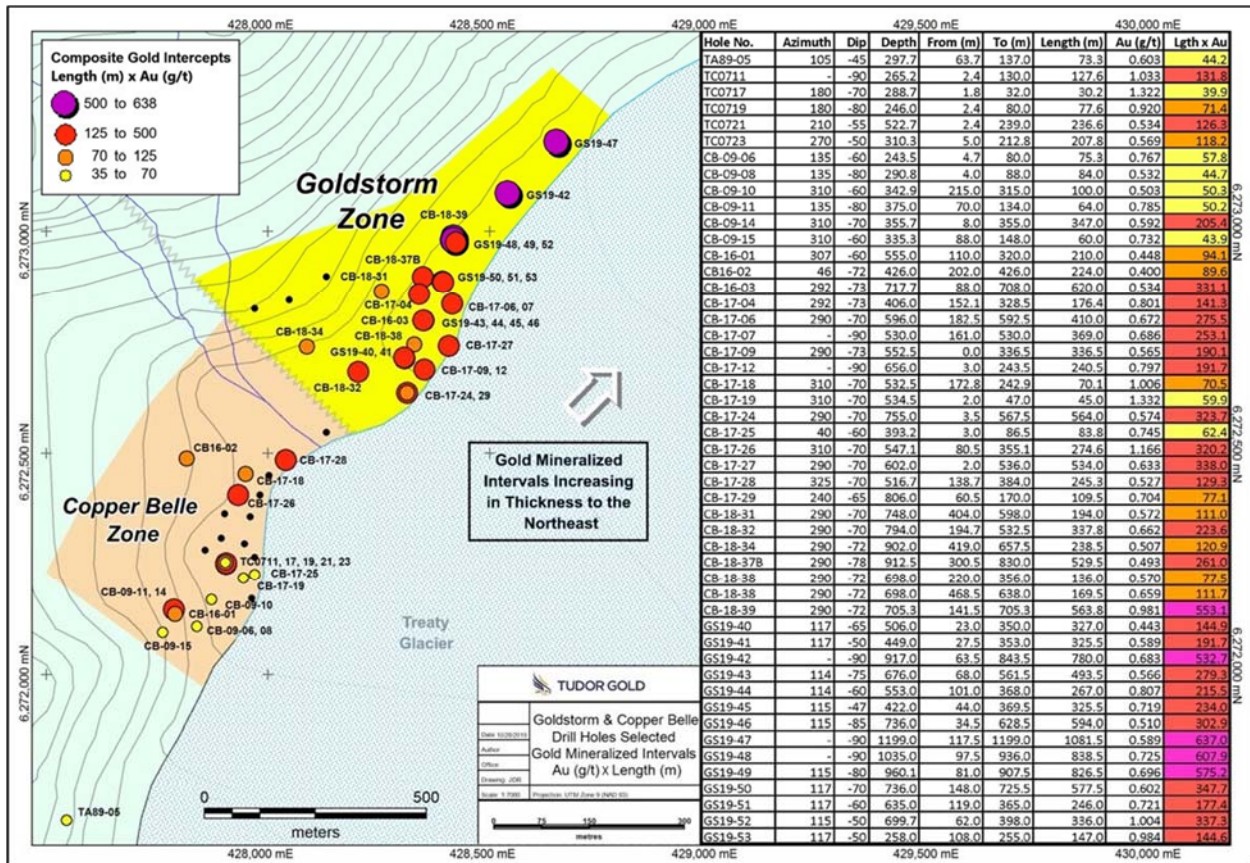 428,000 mE 428,500 mE 429,000 mE 429,500 mE 430,000 mE
Composite Gold Intercepts
Length (m) x Au (g/t)
500 to 638
125 to 500
70 to 125
35 to 70
6,273,000 mN
6,272,500 mN
6,272,000 mN
Goldstorm
Zone
GS19-47
GS19-42
CB-18-39
GS19-48, 49, 52
CB-18-37B
CB-18-31
GS19-50, 51, 53
CB-17-04
CB-17-06, 07
CB-16-03
GS19-43, 44, 45, 46
CB-18-34
CB-18-38
CB-17-27
GS19-40, 41
CB-17-09, 12
CB-18-32
CB-17-24, 29
CB16-02
CB-17-28
CB-17-18
Copper Belle
Zone
CB-17-26
TC0711, 17, 19, 21, 23
CB-17-25
CB-17-19
CB-09-11, 14
CB-09-10
CB-16-01
CB-09-06, 08
CB-09-15
TA89-05
Gold Mineralized
Intervals Increasing
in Thickness to the
Northeast
Treaty
Glacier
0 500
meters
TUDOR GOLD
Goldstorm & Copper Belle
Drill Holes Selected
Gold Mineralized Intervals
Au (g/t) x Length (m)
Date 10/28/2019
Author
Office
Drawing: JDB
Scale: 1:7000
Projection: UTM Zone 9 (NAD 83)
0 75 150 300
metres
Hole No. Azimuth Dip Depth From (m) To (m) Length (m) Au (g/t) Lgth x Au
TA89-05 105 -45 297.7 63.7 137.0 73.3 0.603 44.2
TC0711 - -90 265.2 2.4 130.0 127.6 1.033 131.8
TC0717 180 -70 288.7 1.8 32.0 30.2 1.322 39.9
TC0719 180 -80 246.0 2.4 80.0 77.6 0.920 71.4
TC0721 210 -55 522.7 2.4 239.0 236.6 0.534 126.3
TC0723 270 -50 310.3 5.0 212.8 207.8 0.569 118.2
CB-09-06 135 -60 243.5 4.7 80.0 75.3 0.767 57.8
CB-09-08 135 -80 290.8 4.0 88.0 84.0 0.532 44.7
CB-09-10 310 -60 342.9 215.0 315.0 100.0 0.503 50.3
CB-09-11 135 -80 375.0 70.0 134.0 64.0 0.785 50.2
CB-09-14 310 -70 355.7 8.0 355.0 347.0 0.592 205.4
CB-09-15 310 -60 335.3 88.0 148.0 60.0 0.732 43.9
CB-16-01 307 -60 555.0 110.0 320.0 210.0 0.448 94.1
CB16-02 46 -72 426.0 202.0 426.0 224.0 0.400 89.6
CB-16-03 292 -73 717.7 88.0 708.0 620.0 0.534 331.1
CB-17-04 292 -73 406.0 152.1 328.5 176.4 0.801 141.3
CB-17-06 290 -70 596.0 182.5 592.5 410.0 0.672 275.5
CB-17-07 - -90 530.0 161.0 530.0 369.0 0.686 253.1
CB-17-09 290 -73 552.5 0.0 336.5 336.5 0.565 190.1
CB-17-12 - -90 656.0 3.0 243.5 240.5 0.797 191.7
CB-17-18 310 -70 532.5 172.8 242.9 70.1 1.006 70.5
CB-17-19 310 -70 534.5 2.0 47.0 45.0 1.332 59.9
CB-17-24 290 -70 755.0 3.5 567.5 564.0 0.574 323.7
CB-17-25 40 -60 393.2 3.0 86.5 83.8 0.745 62.4
CB-17-26 310 -70 547.1 80.5 355.1 274.6 1.166 320.2
CB-17-27 290 -70 602.0 2.0 536.0 534.0 0.633 338.0
CB-17-28 325 -70 516.7 138.7 384.0 245.3 0.527 129.3
CB-17-29 240 -65 806.0 60.5 170.0 109.5 0.704 77.1
CB-18-31 290 -70 748.0 404.0 598.0 194.0 0.572 111.0
CB-18-32 290 -70 794.0 194.7 532.5 337.8 0.662 223.6
CB-18-34 290 -72 902.0 419.0 657.5 238.5 0.507 120.9
CB-18-37B 290 -78 912.5 300.5 830.0 529.5 0.493 261.0
CB-18-38 290 -72 698.0 220.0 356.0 136.0 0.570 77.5
CB-18-38 290 -72 698.0 468.5 638.0 169.5 0.659 111.7
CB-18-39 290 -72 705.3 141.5 705.3 563.8 0.981 553.1
GS19-40 117 -65 506.0 23.0 350.0 327.0 0.443 144.9
GS19-41 117 -50 449.0 27.5 353.0 325.5 0.589 191.7
GS19-42 - -90 917.0 63.5 843.5 780.0 0.683 532.7
GS19-43 114 -75 676.0 68.0 561.5 493.5 0.566 279.3
GS19-44 114 -60 553.0 101.0 368.0 267.0 0.807 215.5
GS19-45 115 -47 422.0 44.0 369.5 325.5 0.719 234.0
GS19-46 115 -85 736.0 34.5 628.5 594.0 0.510 302.9
GS19-47 - -90 1199.0 117.5 1199.0 1081.5 0.589 637.0
GS19-48 - -90 1035.0 97.5 936.0 838.5 0.725 607.9
GS19-49 115 -80 960.1 81.0 907.5 826.5 0.696 575.2
GS19-50 117 -70 736.0 148.0 725.5 577.5 0.602 347.7
GS19-51 117 -60 635.0 119.0 365.0 246.0 0.721 177.4
GS19-52 115 -50 699.7 62.0 398.0 336.0 1.004 337.3
GS19-53 117 -50 258.0 108.0 255.0 147.0 0.984 144.6
6,273,000 mN
6,272,500 mN
6,272,000 mN
428,000 mE 428,500 mE 429,000 mE 429,500 mE 430,000 mE